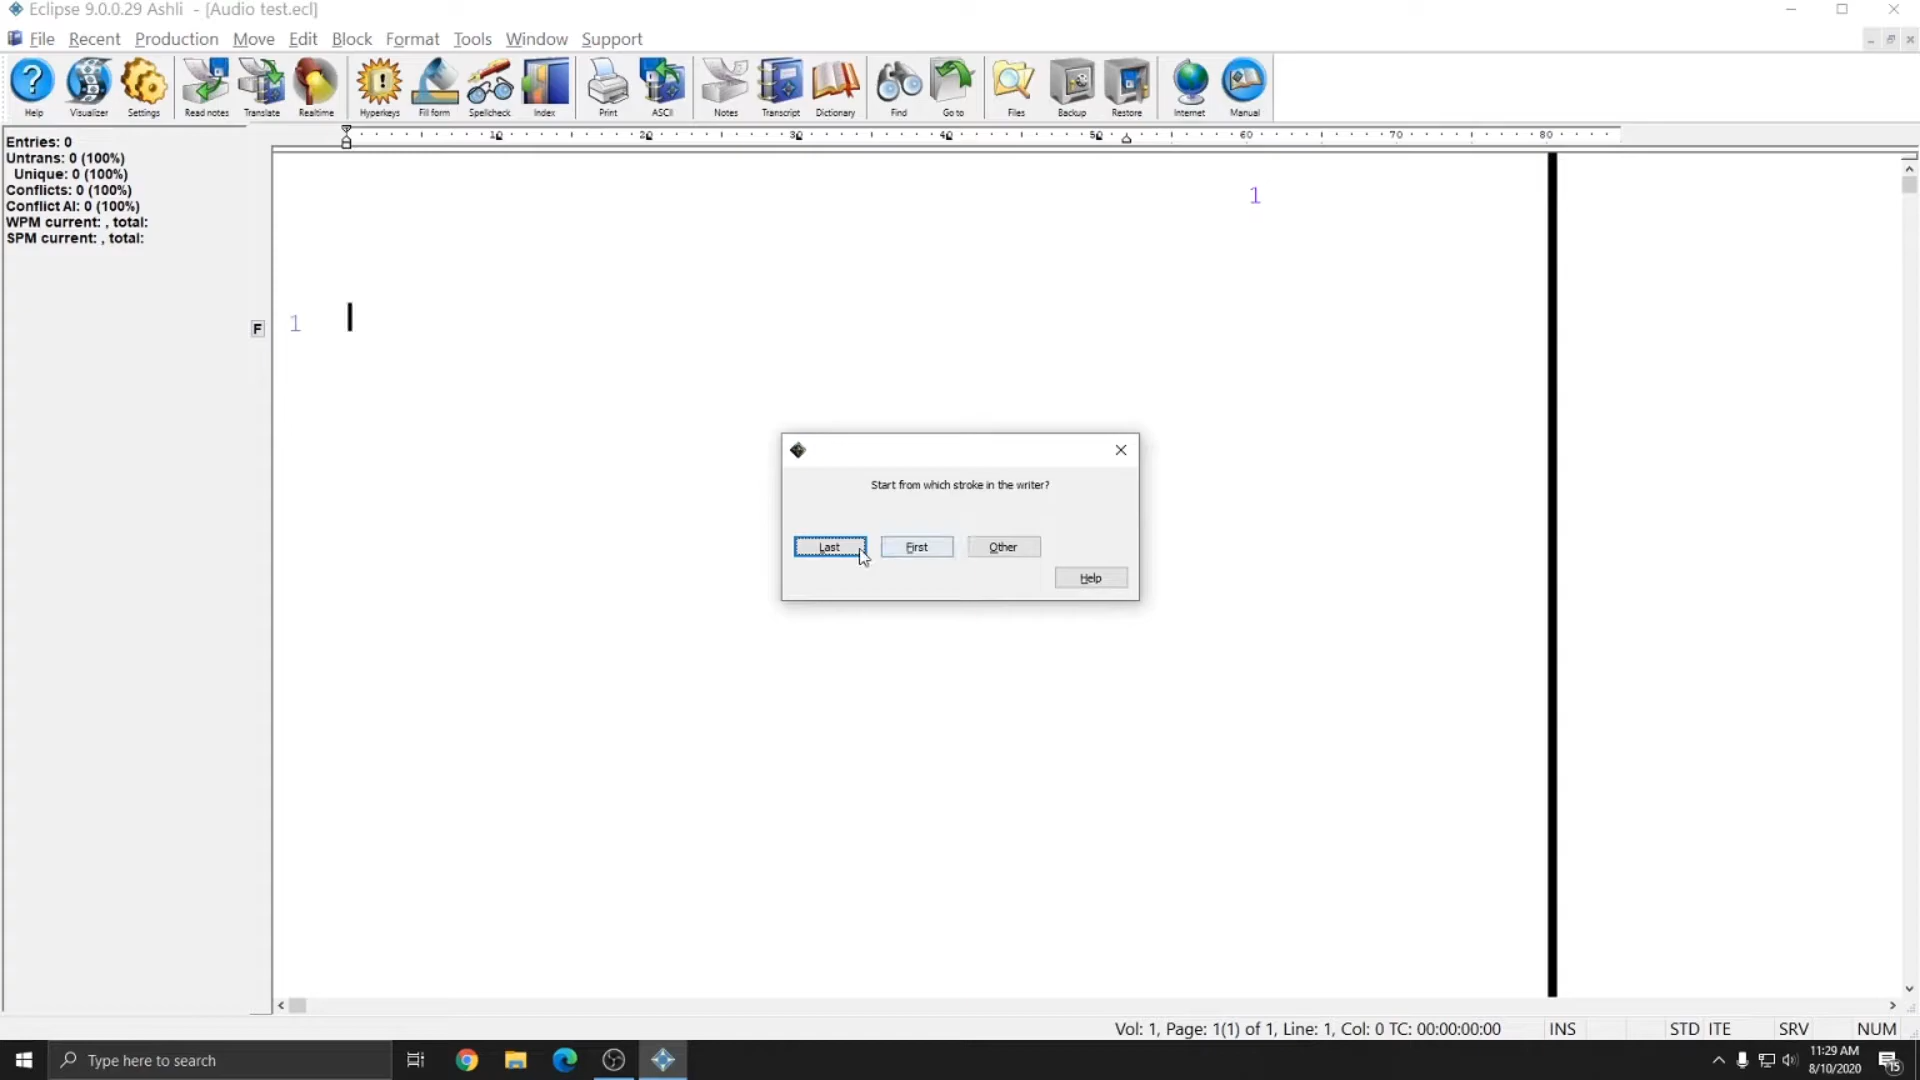 Eclipse 9.0.0.29 Ashli - [Audio test.ecl]
File Recent Production Move Edit Block Format Tools Window Support
Help Visualizer Settings Read notes Translate Realtime Hyperkeys Fill form Spellcheck Index Print ASCII Notes Transcript Dictionary Find Go to Files Backup Restore Internet Manual
10 20 30 40 50 60 70 80
Entries: 0
Untrans: 0 (100%)
Unique: 0 (100%)
Conflicts: 0 (100%)
Conflict AI: 0 (100%)
WPM current: , total:
SPM current: , total:
1
F 1
Start from which stroke in the writer?
Last First Other
Help
Vol: 1, Page: 1(1) of 1, Line: 1, Col: 0 TC: 00:00:00:00 INS STD ITE SRV NUM
Type here to search
11:29 AM
8/10/2020
15